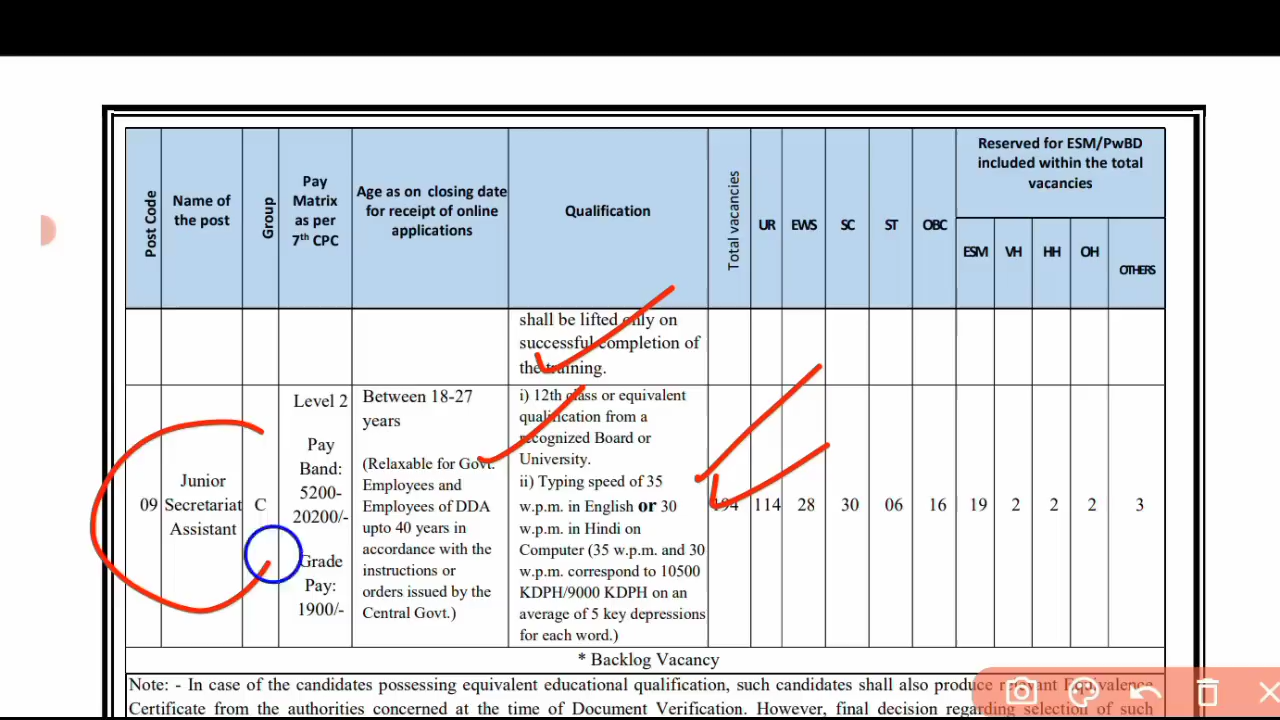 Post Code
Name of
the post
Group
Pay
Matrix
as per
7th CPC
Age as on closing date
for receipt of online
applications
Qualification
Total vacancies
UR
EWS
SC
ST
OBC
Reserved for ESM/PwBD
included within the total
vacancies
ESM
VH
HH
OH
OTHERS
shall be lifted only on
successful completion of
the training.
09
Junior
Secretariat
Assistant
C
Level 2
Pay
Band:
5200-
20200/-
Grade
Pay:
1900/-
Between 18-27
years
(Relaxable for Govt.
Employees and
Employees of DDA
upto 40 years in
accordance with the
instructions or
orders issued by the
Central Govt.)
i) 12th class or equivalent
qualification from a
recognized Board or
University.
ii) Typing speed of 35
w.p.m. in English or 30
w.p.m. in Hindi on
Computer (35 w.p.m. and 30
w.p.m. correspond to 10500
KDPH/9000 KDPH on an
average of 5 key depressions
for each word.)
194
114
28
30
06
16
19
2
2
2
3
* Backlog Vacancy
Note: - In case of the candidates possessing equivalent educational qualification, such candidates shall also produce relevant Equivalence
Certificate from the authorities concerned at the time of Document Verification. However, final decision regarding selection of such